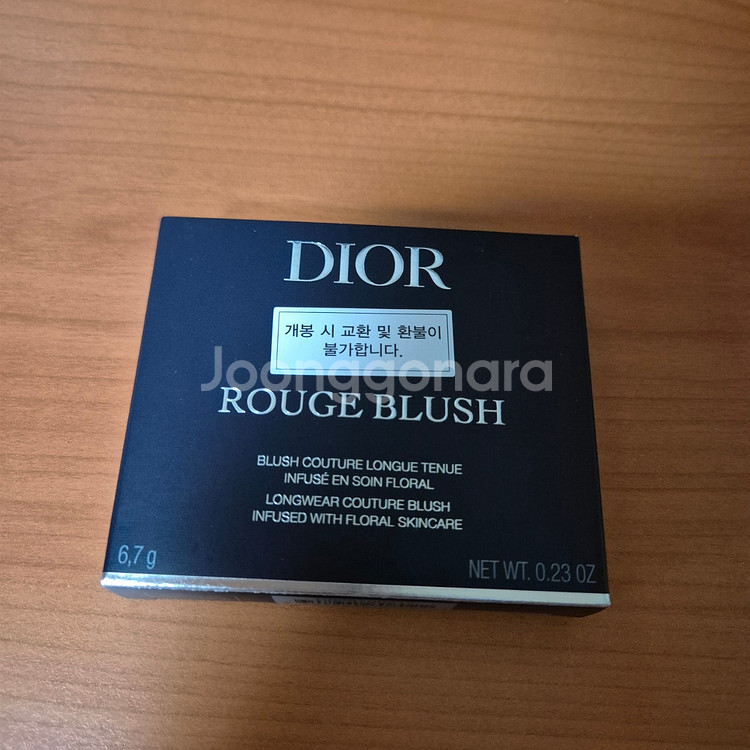 DIOR
개봉 시 교환 및 환불이
불가합니다.
Joonggonara
ROUGE BLUSH
BLUSH COUTURE LONGUE TENUE
INFUSÉ EN SOIN FLORAL
LONGWEAR COUTURE BLUSH
INFUSED WITH FLORAL SKINCARE
6,7 g
NET WT. 0.23 OZ